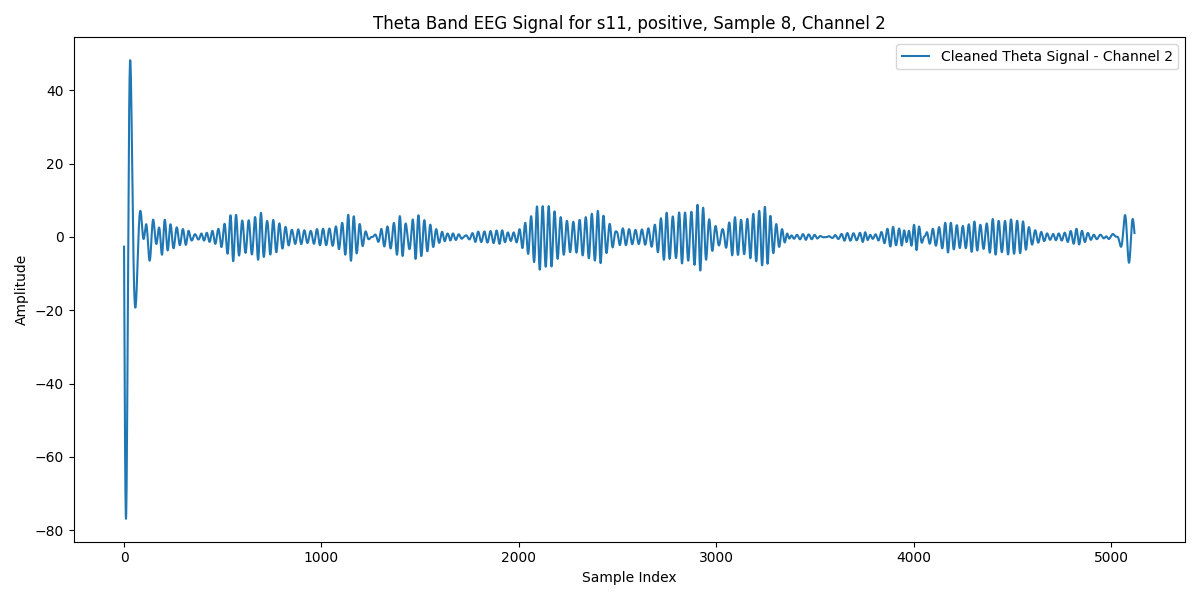 Theta Band EEG Signal for s11, positive, Sample 8, Channel 2
Cleaned Theta Signal - Channel 2
Amplitude
40
20
0
−20
−40
−60
−80
0 1000 2000 3000 4000 5000
Sample Index